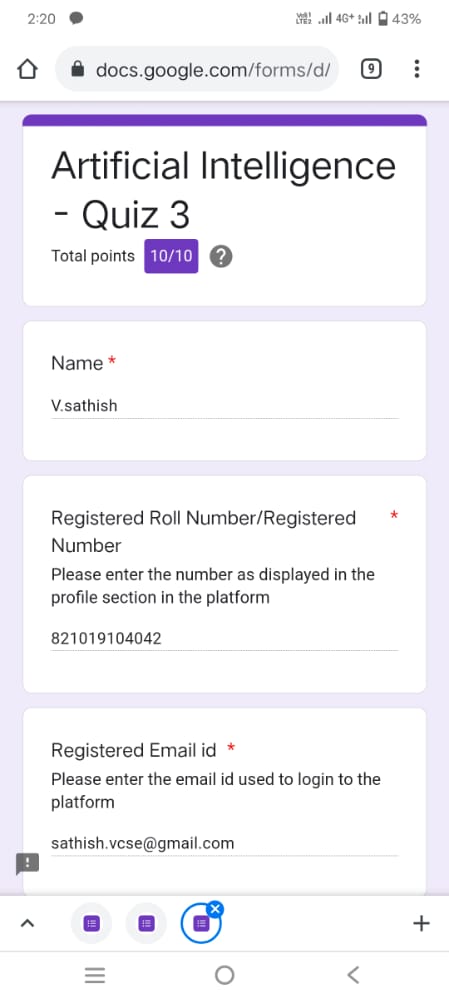 2:20 VoD1 LTE2 4G+ 43%
docs.google.com/forms/d/ 9
Artificial Intelligence
- Quiz 3
Total points 10/10 ?
Name *
V.sathish
Registered Roll Number/Registered *
Number
Please enter the number as displayed in the
profile section in the platform
821019104042
Registered Email id *
Please enter the email id used to login to the
platform
sathish.vcse@gmail.com